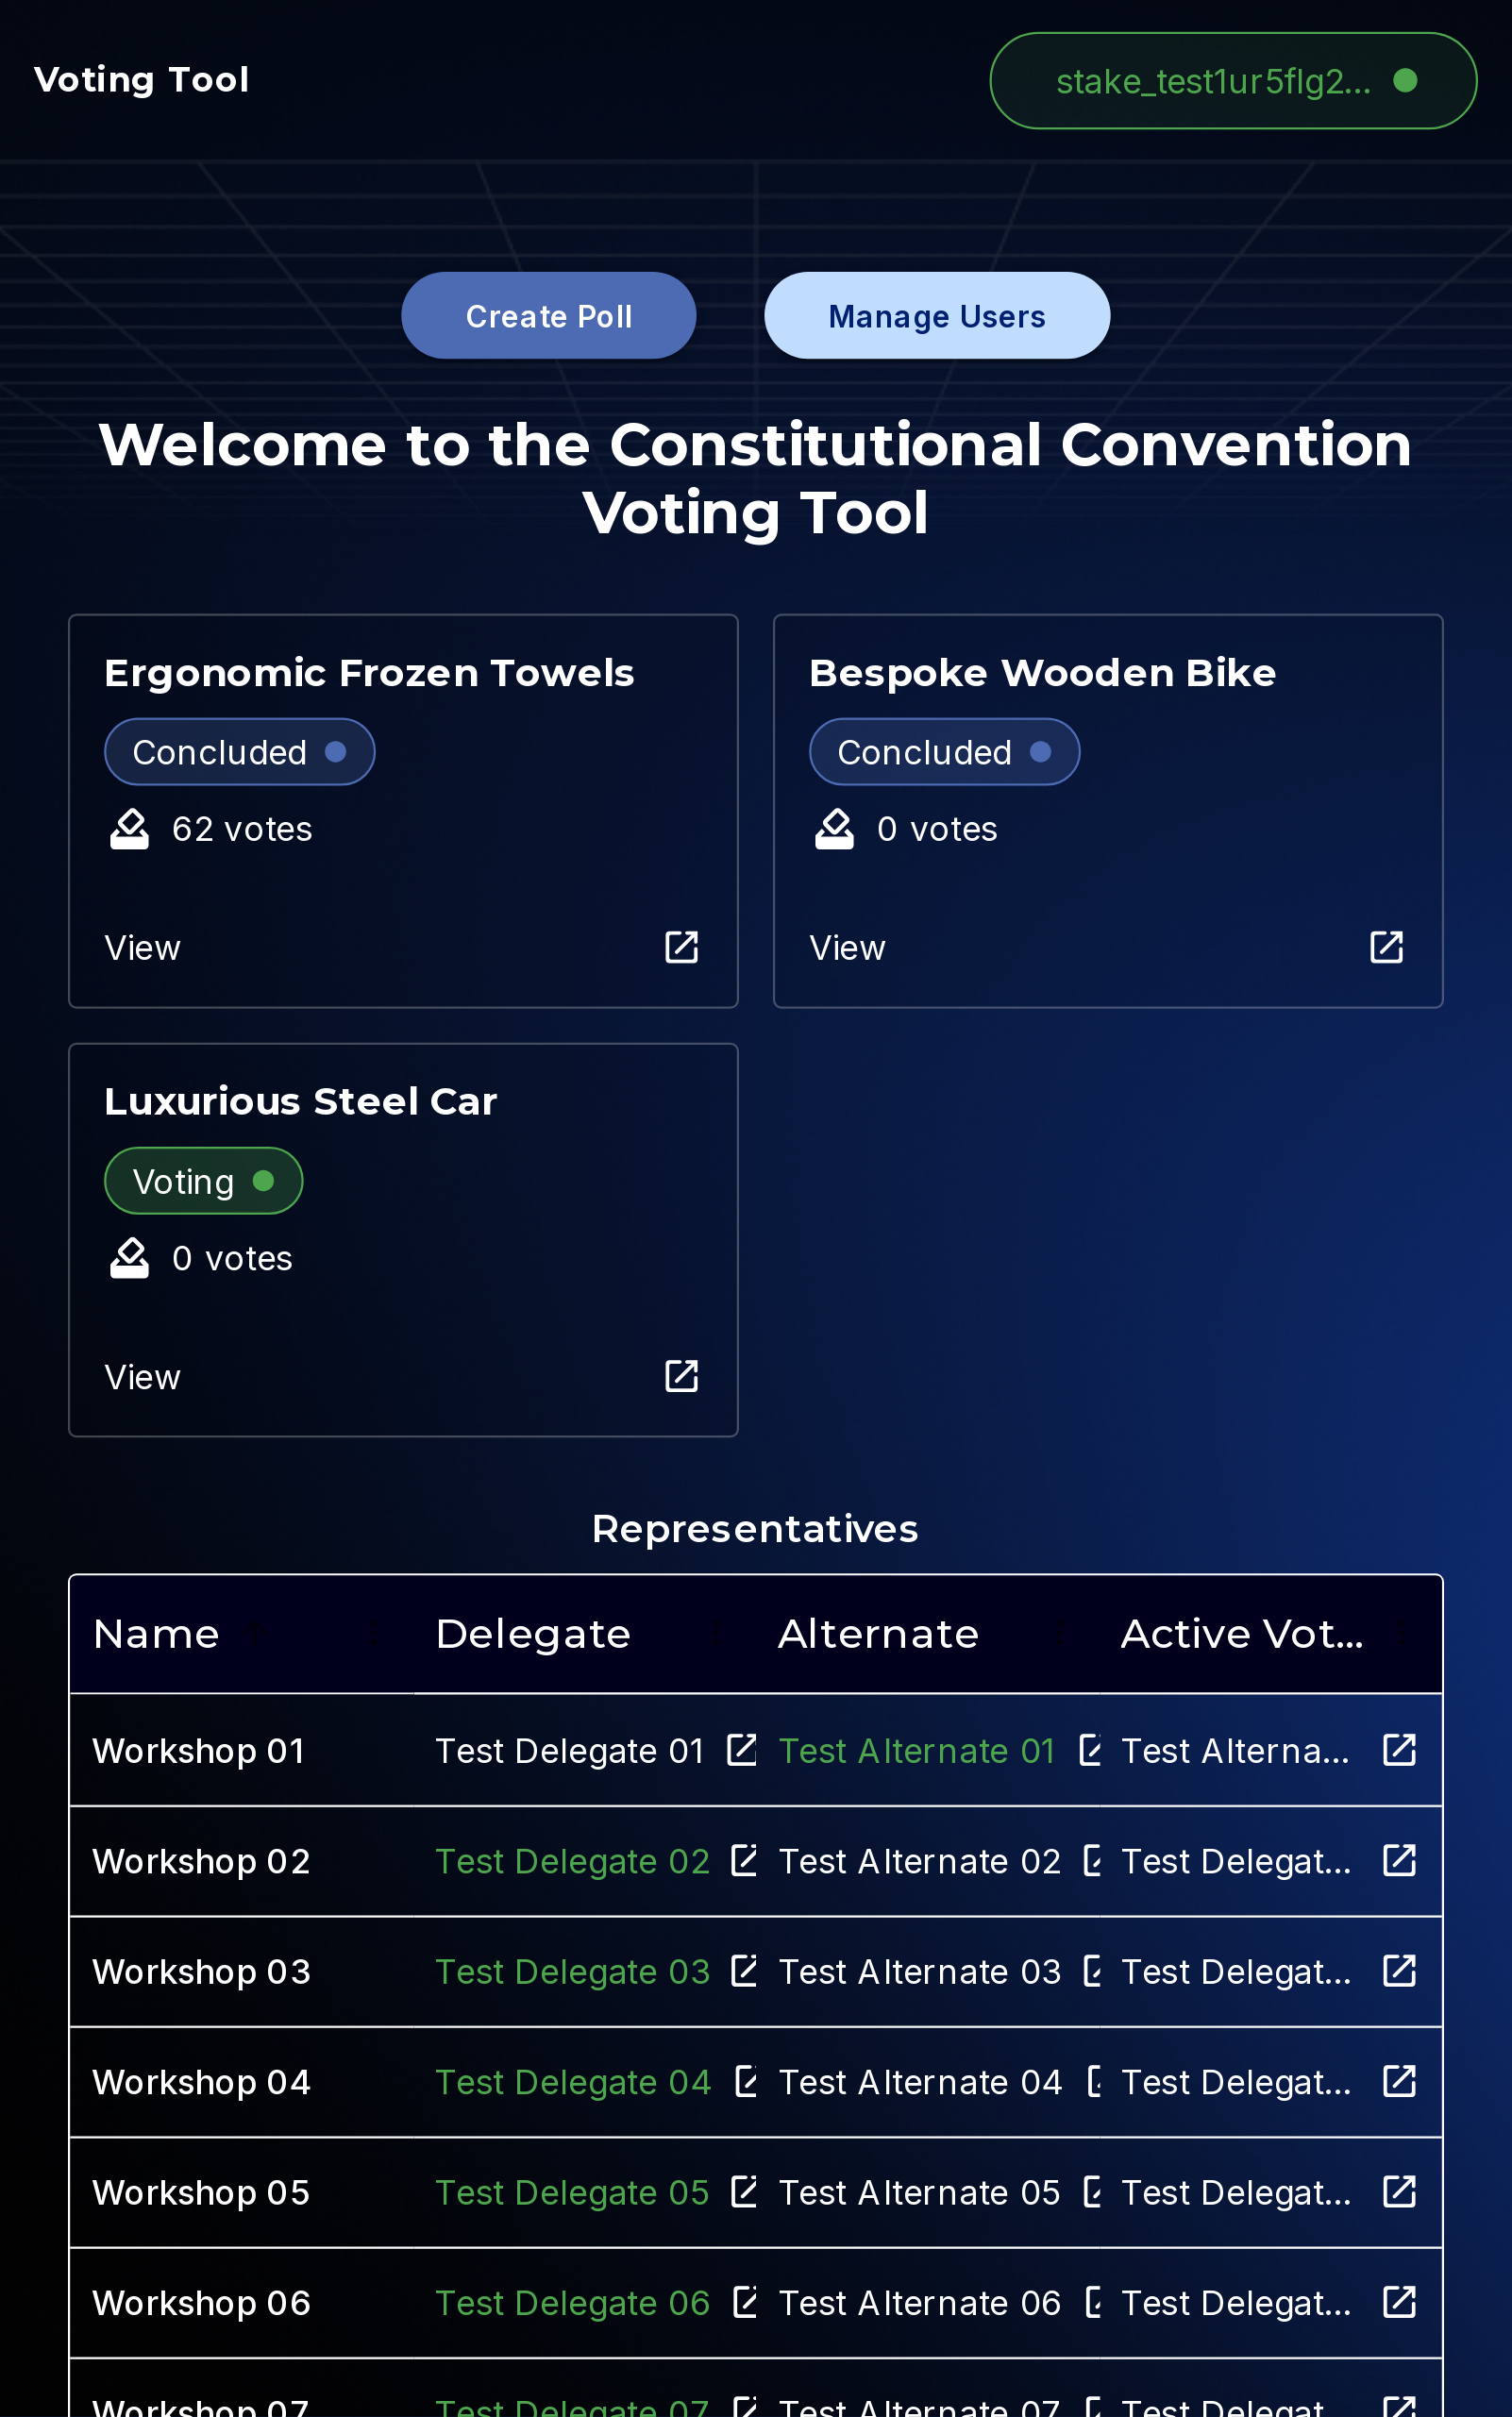 Voting Tool
stake_test1ur5flg2...
Create Poll
Manage Users
Welcome to the Constitutional Convention
Voting Tool
Ergonomic Frozen Towels
Concluded
62 votes
View
Bespoke Wooden Bike
Concluded
0 votes
View
Luxurious Steel Car
Voting
0 votes
View
Representatives
Name Delegate Alternate Active Vot...
Workshop 01 Test Delegate 01 Test Alternate 01 Test Alterna...
Workshop 02 Test Delegate 02 Test Alternate 02 Test Delegat...
Workshop 03 Test Delegate 03 Test Alternate 03 Test Delegat...
Workshop 04 Test Delegate 04 Test Alternate 04 Test Delegat...
Workshop 05 Test Delegate 05 Test Alternate 05 Test Delegat...
Workshop 06 Test Delegate 06 Test Alternate 06 Test Delegat...
Workshop 07 Test Delegate 07 Test Alternate 07 Test Delegat...